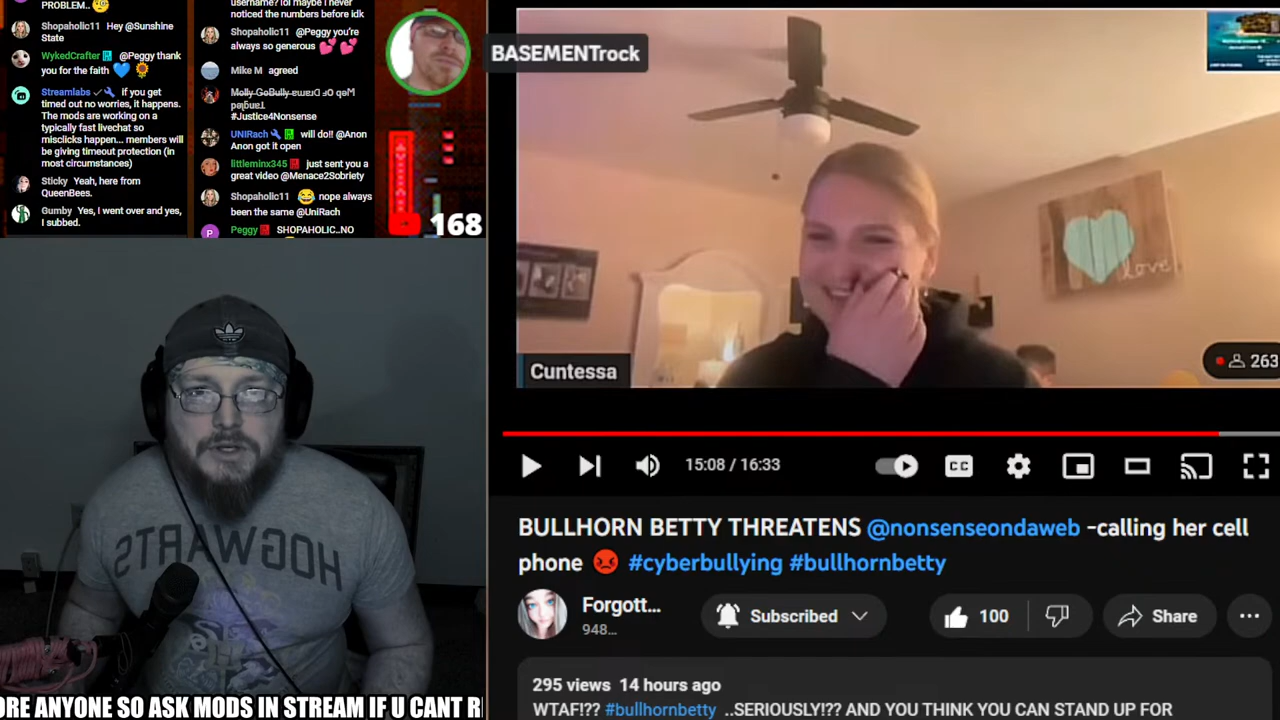 PROBLEM..
Shopaholic11 Hey @Sunshine
State
WykedCrafter @Peggy thank
you for the faith
Streamlabs If you get
timed out no worries, it happens.
The mods are working on a
typically fast livechat so
misclicks happen... members will
be giving timeout protection (in
most circumstances)
Sticky Yeah, here from
QueenBees.
Gumby Yes, I went over and yes,
I subbed.
username? lol maybe I never
noticed the numbers before idk
Shopaholic11 @Peggy you're
always so generous
Mike M agreed
Molly GoBully
#Justice4Nonsense
UNIRach will do!! @Anon
Anon got it open
littleminx345 just sent you a
great video @Menace2Sobriety
Shopaholic11 nope always
been the same @UniRach
Peggy SHOPAHOLIC..NO
168
BASEMENTrock
love
Cuntessa
263
HOGWARTS
ORE ANYONE SO ASK MODS IN STREAM IF U CANT R
15:08 / 16:33
CC
BULLHORN BETTY THREATENS @nonsenseondaweb -calling her cell
phone 😡 #cyberbullying #bullhornbetty
Forgott...
948...
Subscribed
100
Share
295 views 14 hours ago
WTAF!?? #bullhornbetty ..SERIOUSLY!?? AND YOU THINK YOU CAN STAND UP FOR